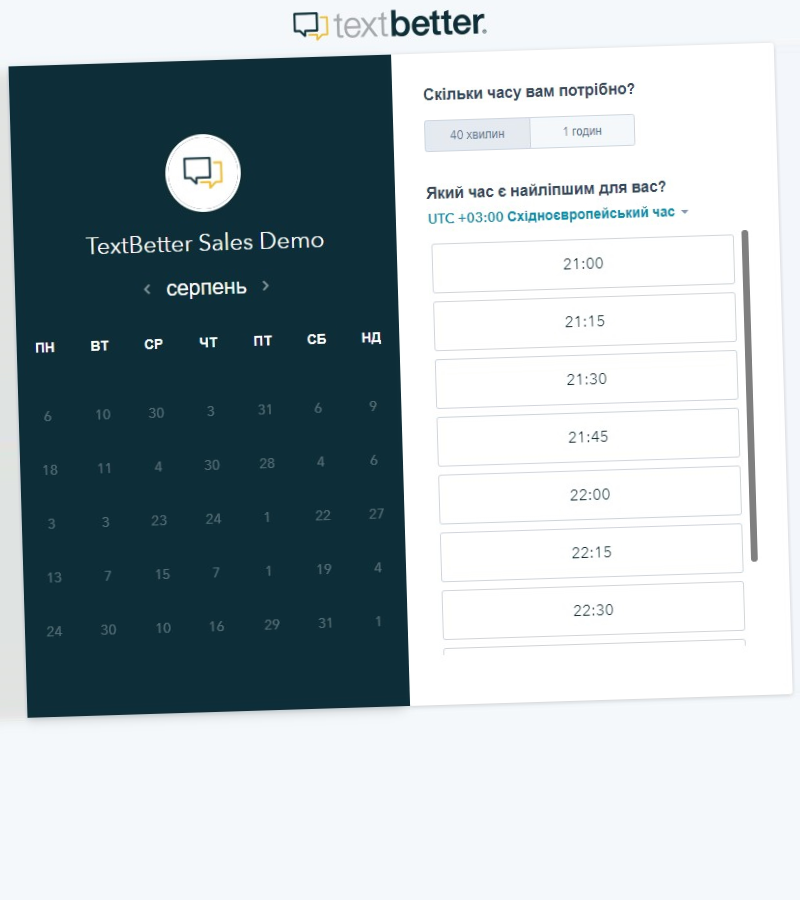 textbetter.
TextBetter Sales Demo
серпень
ПН ВТ СР ЧТ ПТ СБ НД
6 10 30 3 31 6 9
18 11 4 30 28 4 6
3 3 23 24 1 22 27
13 7 15 7 1 19 4
24 30 10 16 29 31 1
Скільки часу вам потрібно?
40 хвилин 1 годин
Який час є найліпшим для вас?
UTC +03:00 Східноєвропейський час
21:00
21:15
21:30
21:45
22:00
22:15
22:30